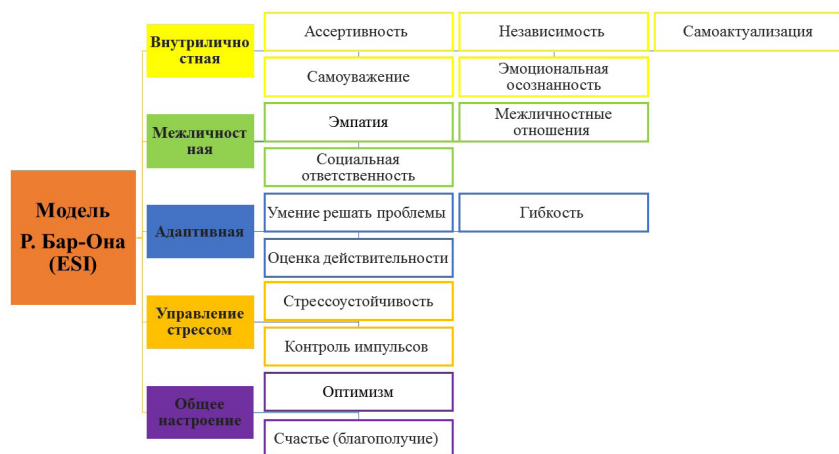 Модель
Р. Бар-Она
(ESI)
Внутрилично
стная
Ассертивность
Независимость
Самоактуализация
Самоуважение
Эмоциональная
осознанность
Межличност
ная
Эмпатия
Межличностные
отношения
Социальная
ответственность
Адаптивная
Умение решать проблемы
Гибкость
Оценка действительности
Управление
стрессом
Стрессоустойчивость
Контроль импульсов
Общее
настроение
Оптимизм
Счастье (благополучие)